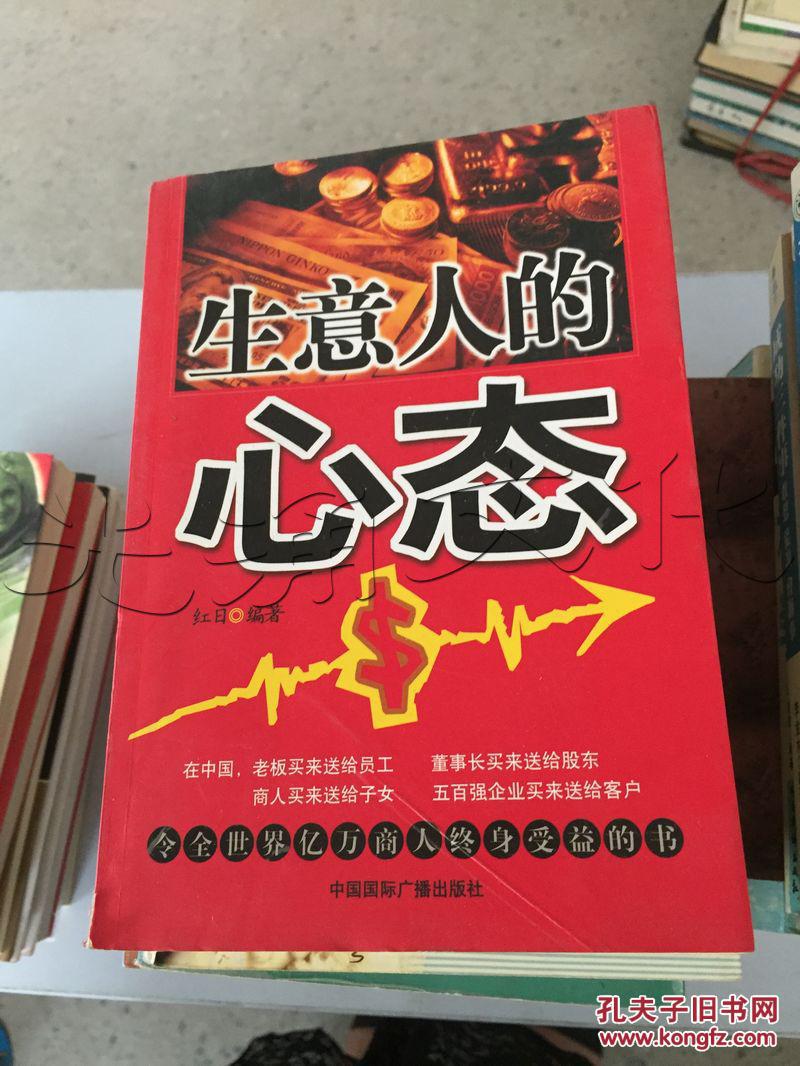 NIPPON GINKO
生意人的
心态
红日◎编著
$
在中国，老板买来送给员工 董事长买来送给股东
商人买来送给子女 五百强企业买来送给客户
令全世界亿万商人终身受益的书
中国国际广播出版社
孔夫子旧书网
www.kongfz.com